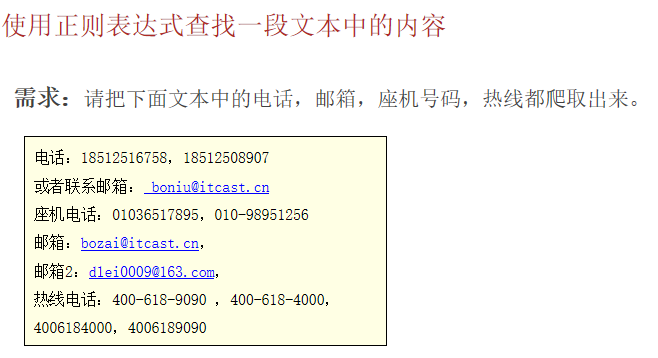 使用正则表达式查找一段文本中的内容
需求：请把下面文本中的电话，邮箱，座机号码，热线都爬取出来。
电话：18512516758，18512508907
或者联系邮箱： boniu@itcast.cn
座机电话：01036517895，010-98951256
邮箱：bozai@itcast.cn，
邮箱2：dlei0009@163.com，
热线电话：400-618-9090 ，400-618-4000，
4006184000，4006189090